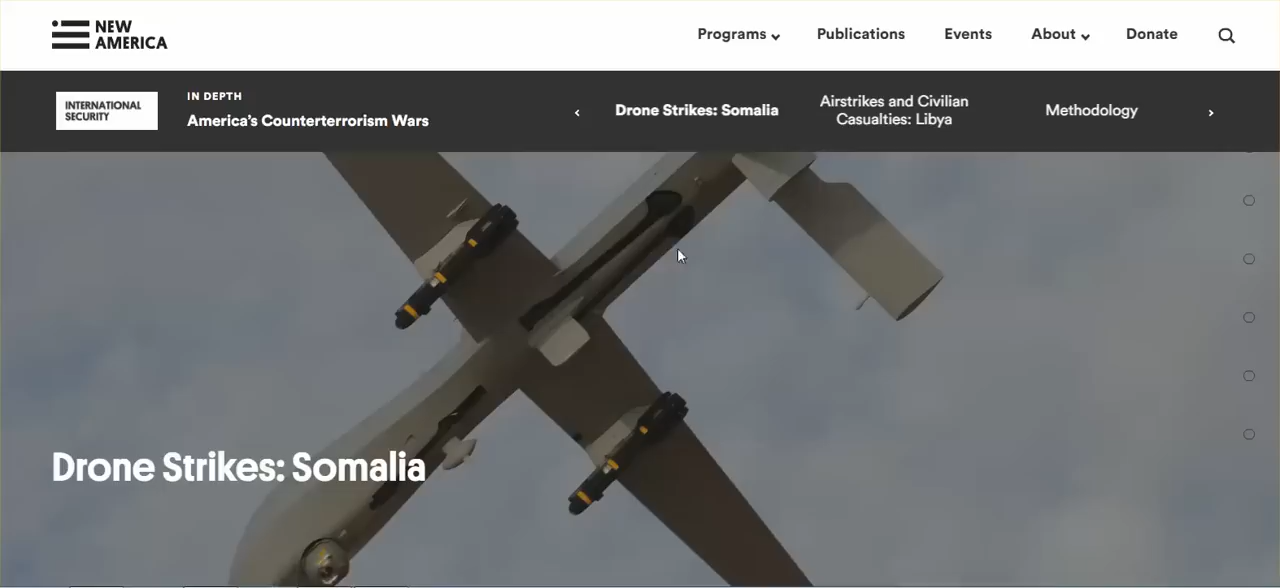 NEW
AMERICA
Programs
Publications
Events
About
Donate
INTERNATIONAL
SECURITY
IN DEPTH
America's Counterterrorism Wars
Drone Strikes: Somalia
Airstrikes and Civilian
Casualties: Libya
Methodology
Drone Strikes: Somalia